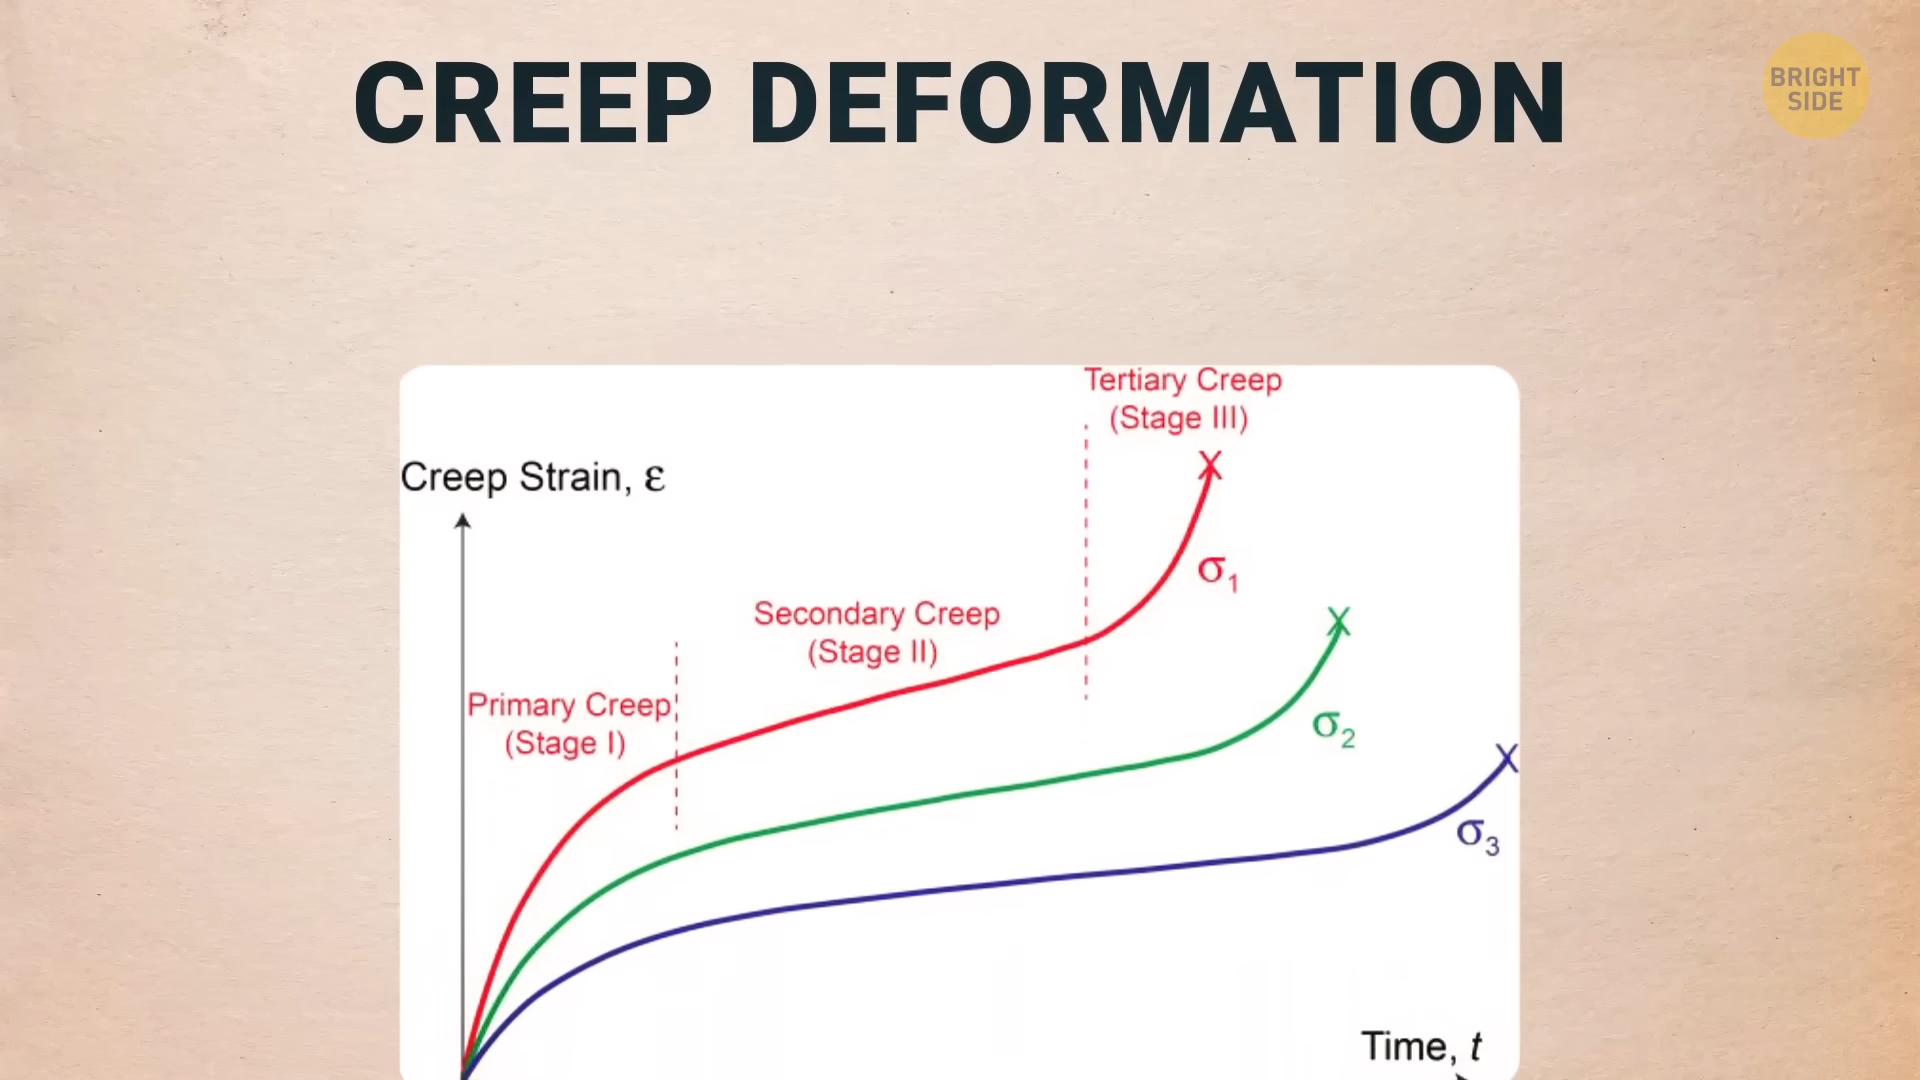 CREEP DEFORMATION
BRIGHT
SIDE
Tertiary Creep
(Stage III)
Creep Strain, ε
σ1
Secondary Creep
(Stage II)
Primary Creep
(Stage I)
σ2
σ3
Time, t